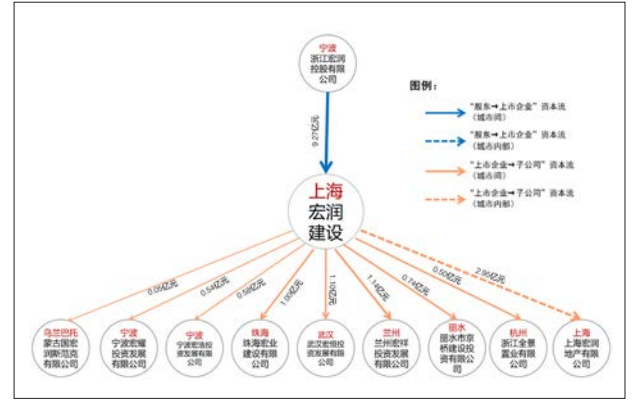 宁波
浙江宏润
控股有限
公司
9.27亿元
图例：
“股东→上市企业”资本流
（城市间）
“股东→上市企业”资本流
（城市内部）
“上市企业→子公司”资本流
（城市间）
“上市企业→子公司”资本流
（城市内部）
上海
宏润
建设
0.05亿元
0.54亿元
0.58亿元
1.00亿元
1.10亿元
1.14亿元
0.74亿元
0.50亿元
2.95亿元
乌兰巴托
蒙古国宏
润斯范克
有限公司
宁波
宁波宏耀
投资发展
有限公司
宁波
宁波宏浩投
资发展有限
公司
珠海
珠海宏业
建设有限
公司
武汉
武汉宏恒投
资发展有限
公司
兰州
兰州宏祥
投资发展
有限公司
丽水
丽水市京
桥建设投
资有限公
司
杭州
浙江全景
置业有限
公司
上海
上海宏润
地产有限
公司